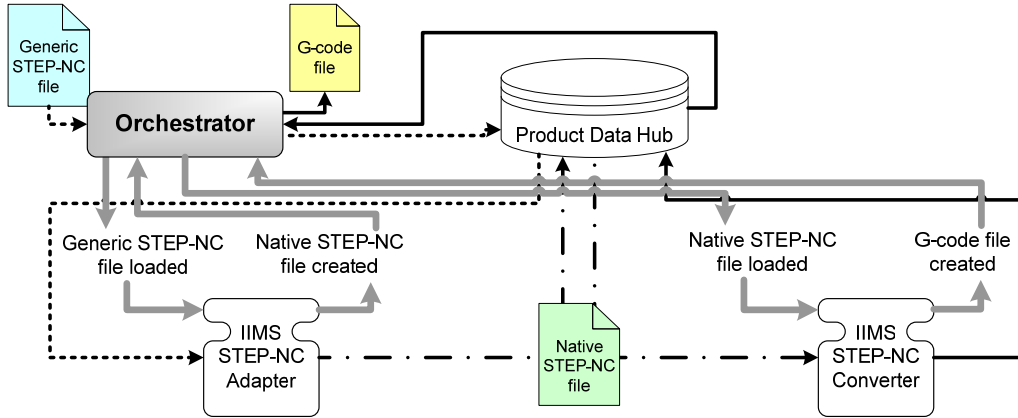 Generic
STEP-NC
file
G-code
file
Orchestrator
Product Data Hub
Generic STEP-NC
file loaded
Native STEP-NC
file created
Native STEP-NC
file loaded
G-code file
created
IIMS
STEP-NC
Adapter
Native
STEP-NC
file
IIMS
STEP-NC
Converter